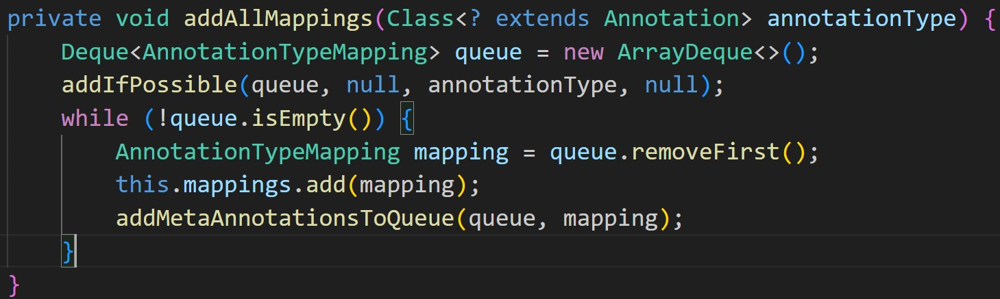 private void addAllMappings(Class<? extends Annotation> annotationType) {
    Deque<AnnotationTypeMapping> queue = new ArrayDeque<>();
    addIfPossible(queue, null, annotationType, null);
    while (!queue.isEmpty()) {
        AnnotationTypeMapping mapping = queue.removeFirst();
        this.mappings.add(mapping);
        addMetaAnnotationsToQueue(queue, mapping);
    }
}